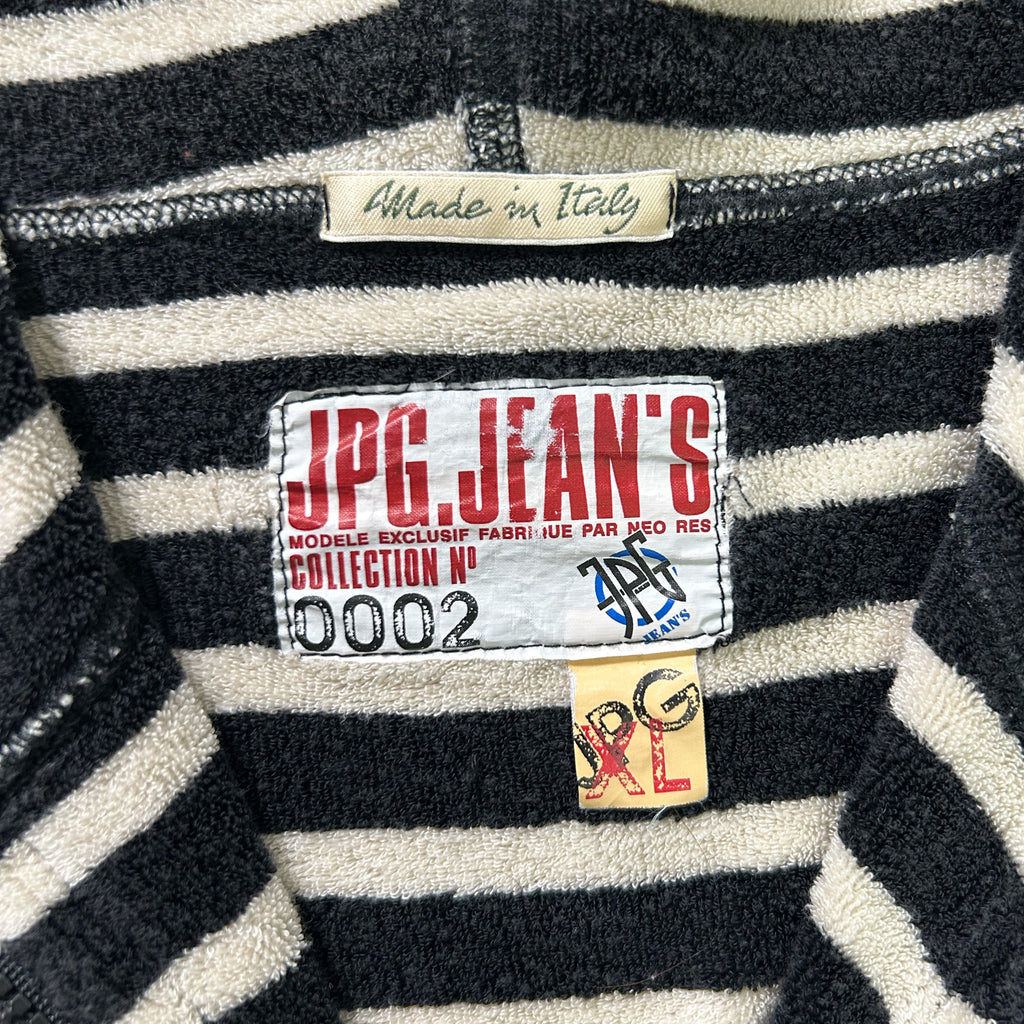 Made in Italy
JPG.JEAN'S
MODELE EXCLUSIF FABRIQUE PAR NEO RES
COLLECTION Nº
0002
JPG
JEAN'S
JPG
XL